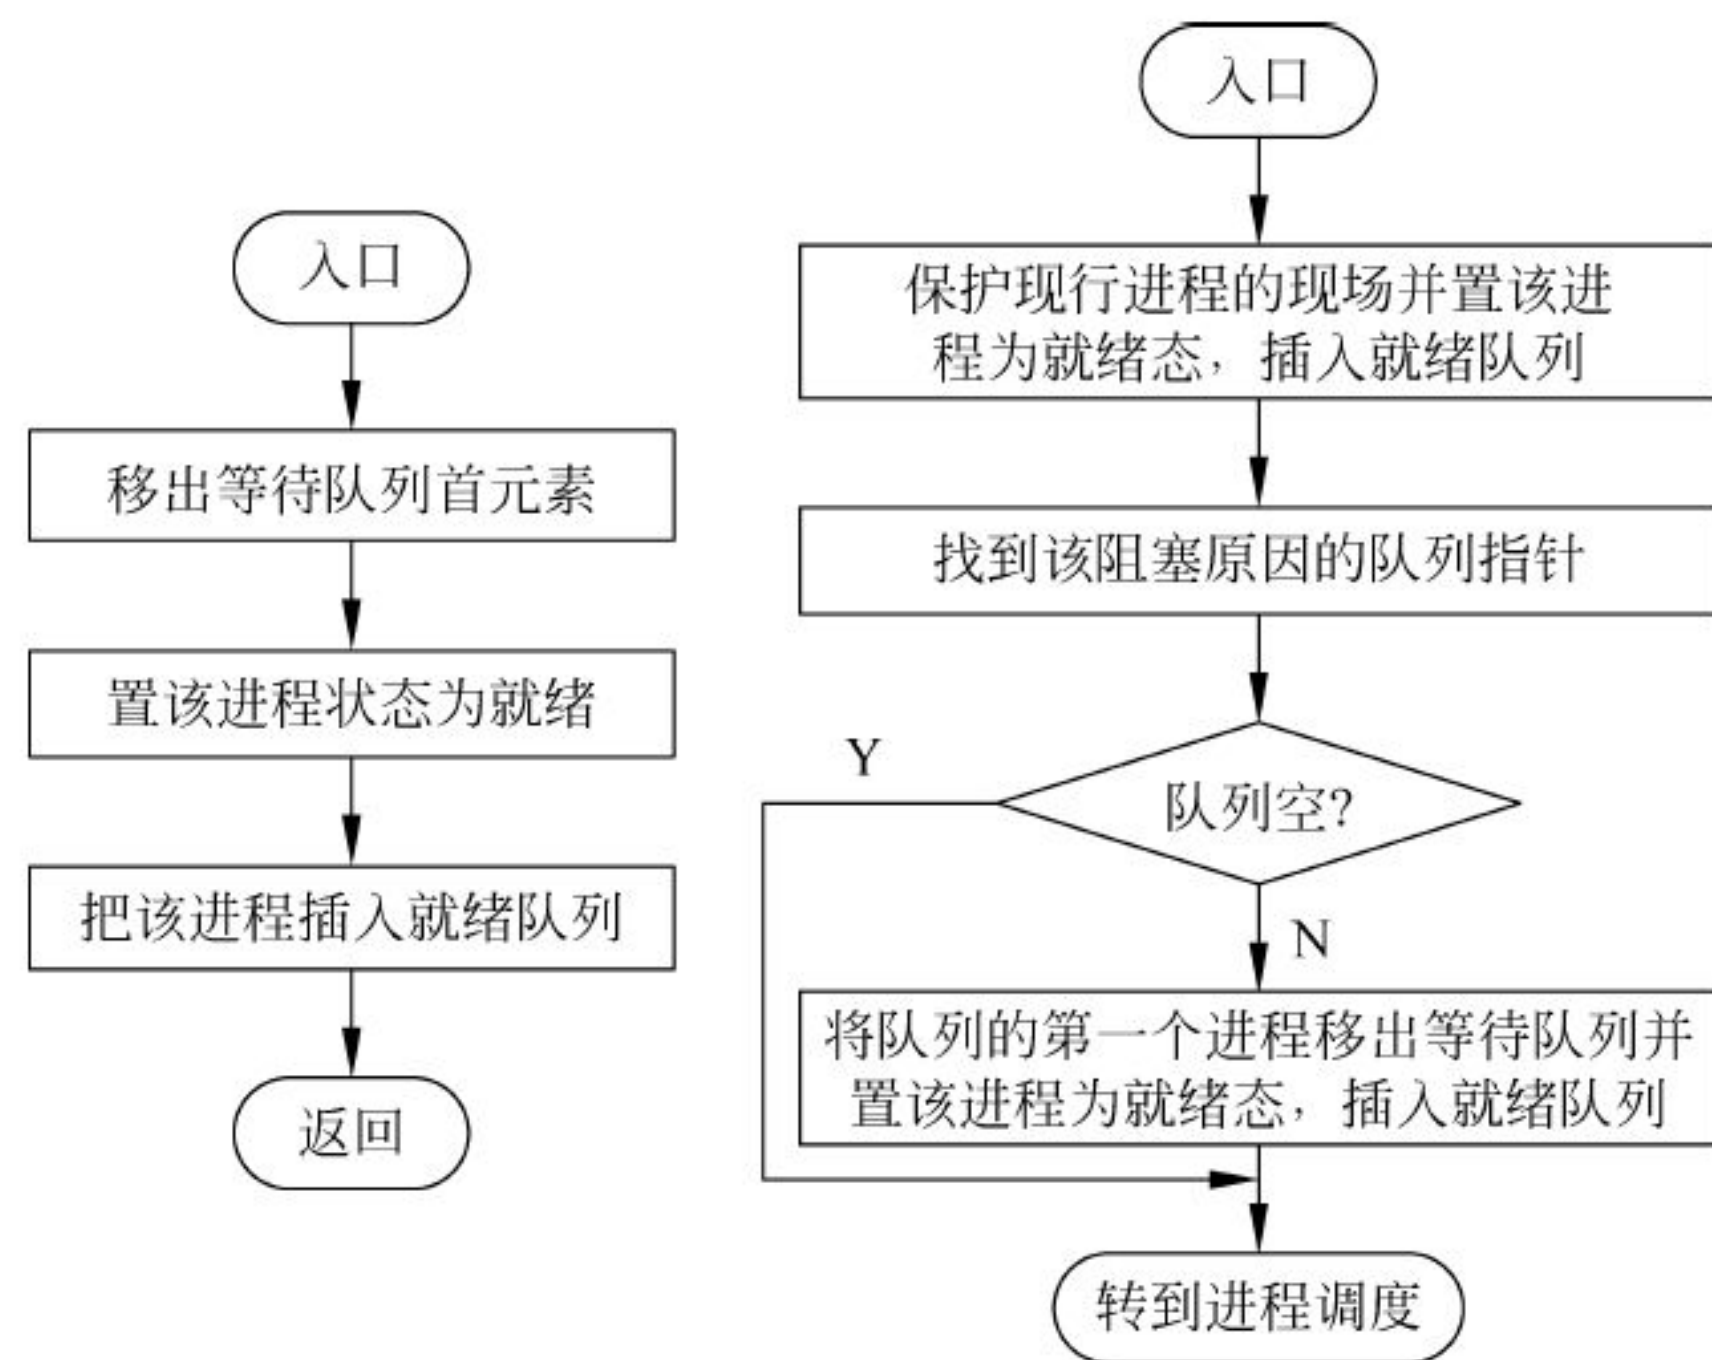 入口
移出等待队列首元素
置该进程状态为就绪
把该进程插入就绪队列
返回
入口
保护现行进程的现场并置该进
程为就绪态，插入就绪队列
找到该阻塞原因的队列指针
队列空?
Y
N
将队列的第一个进程移出等待队列并
置该进程为就绪态，插入就绪队列
转到进程调度